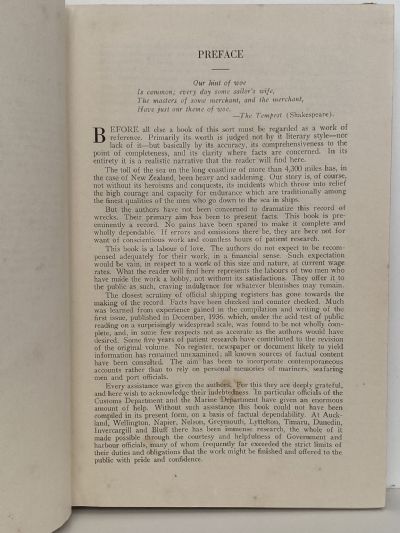 PREFACE
Our hint of woe
Is common; every day some sailor's wife,
The masters of some merchant, and the merchant,
Have just our theme of woe.
—The Tempest (Shakespeare).
BEFORE all else a book of this sort must be regarded as a work of
reference. Primarily its worth is judged not by it literary style—nor
lack of it—but basically by its accuracy, its comprehensiveness to the
point of completeness, and its clarity where facts are concerned. In its
entirety it is a realistic narrative that the reader will find here.
The toll of the sea on the long coastline of more than 4,300 miles has, in
the case of New Zealand, been heavy and saddening. Our story is, of course,
not without its heroisms and conquests, its incidents which throw into relief
the high courage and capacity for endurance which are traditionally among
the finest qualities of the men who go down to the sea in ships.
But the authors have not been concerned to dramatize this record of
wrecks. Their primary aim has been to present facts. This book is pre-
eminently a record. No pains have been spared to make it complete and
wholly dependable. If errors and omissions there be, they are here not for
want of conscientious work and countless hours of patient research.
This book is a labour of love. The authors do not expect to be recom-
pensed adequately for their work, in a financial sense. Such expectation
would be vain, in respect to a work of this size and nature, at current wage
rates. What the reader will find here represents the labours of two men who
have made the work a hobby, not without its satisfactions. They offer it to
the public as such, craving indulgence for whatever blemishes may remain.
The closest scrutiny of official shipping registers has gone towards the
making of the record. Facts have been checked and counter checked. Much
was learned from experience gained in the compilation and writing of the
first issue, published in December, 1936, which, under the acid test of public
reading on a surprisingly widespread scale, was found to be not wholly com-
plete, and, in some few respects not as accurate as the authors would have
desired. Some five years of patient research have contributed to the revision
of the original volume. No register, newspaper or document likely to yield
information has remained unexamined; all known sources of factual content
have been consulted. The aim has been to incorporate contemporaneous
accounts rather than to rely on personal memories of mariners, seafaring
men and port officials.
Every assistance was given the authors. For this they are deeply grateful,
and here wish to acknowledge their indebtedness. In particular officials of the
Customs Department and the Marine Department have given an enormous
amount of help. Without such assistance this book could not have been
compiled in its present form, on a basis of factual dependability. At Auck-
land, Wellington, Napier, Nelson, Greymouth, Lyttelton, Timaru, Dunedin,
Invercargill and Bluff there has been immense research, the whole of it
made possible through the courtesy and helpfulness of Government and
harbour officials, many of whom frequently far exceeded the strict limits of
their duties and obligations that the work might be finished and offered to the
public with pride and confidence.